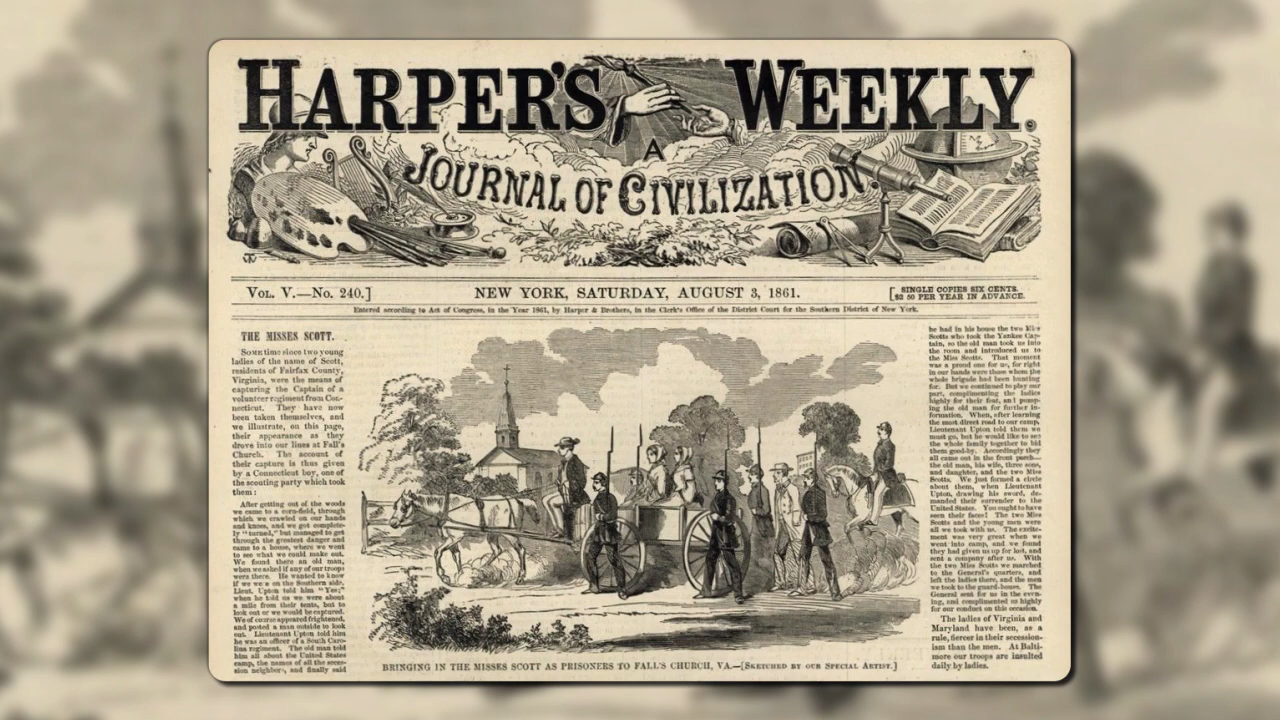 HARPER'S WEEKLY.
A
JOURNAL OF CIVILIZATION.
VOL. V.—No. 240.]
NEW YORK, SATURDAY, AUGUST 3, 1861.
[SINGLE COPIES SIX CENTS.
$2 50 PER YEAR IN ADVANCE.
Entered according to Act of Congress, in the Year 1861, by Harper & Brothers, in the Clerk's Office of the District Court for the Southern District of New York.
THE MISSES SCOTT.
SOME time since two young
ladies of the name of Scott,
residents of Fairfax County,
Virginia, were the means of
capturing the Captain of a
volunteer regiment from Con-
necticut. They have now
been taken themselves, and
we illustrate, on this page,
their appearance as they
drove into our lines at Fall's
Church. The account of
their capture is thus given
by a Connecticut boy, one of
the scouting party which took
them:
After getting out of the woods
we came to a corn-field, through
which we crawled on our hands
and knees, and got complete-
ly "turned," but managed to get
through the greatest danger and
came to a house, where we went
to see what we could make out.
We found there an old man,
when we asked if any of our troops
were there. He wanted to know
if we were on the Southern side.
Lieut. Upton told him "Yes;"
when he told us we were about
a mile from their tents, but to
look out or we would be captured.
We of course appeared frightened,
and posted a man outside to look
out. Lieutenant Upton told him
he was an officer of a South Caro-
lina regiment. The old man told
him all about the United States
camp, the names of all the seces-
sion neighbors, and finally said
BRINGING IN THE MISSES SCOTT AS PRISONERS TO FALL'S CHURCH, VA.—[SKETCHED BY OUR SPECIAL ARTIST.]
he had in his house the two Miss
Scotts who took the Yankee Cap-
tain, so the old man took us into
the room and introduced us to
the Miss Scotts. That moment
was a proud one for us, for right
in our hands were those whom the
whole brigade had been hunting
for. But we continued to play our
part, complimenting the ladies
highly for their feat, and pump-
ing the old man for further in-
formation. When, after learning
the most direct road to our camp,
Lieutenant Upton told them we
must go, but he would like to see
the whole family together to bid
them good-by. Accordingly they
all came out in the front porch—
the old man, his wife, three sons,
and daughter, and the two Miss
Scotts. We just formed a circle
about them, when Lieutenant
Upton, drawing his sword, de-
manded their surrender to the
United States. You ought to have
seen their faces! The two Miss
Scotts and the young men were
all we took with us. The excite-
ment was very great when we
went into camp, and we found
they had given us up for lost, and
sent a company after us. With
the two Miss Scotts we marched
to the General's quarters, and
left the ladies there, and the men
we took to the guard-house. The
General sent for us in the even-
ing, and complimented us highly
for our conduct on this occasion.
The ladies of Virginia and
Maryland have been, as a
rule, fiercer in their secession-
ism than the men. At Balti-
more our troops are insulted
daily by ladies.